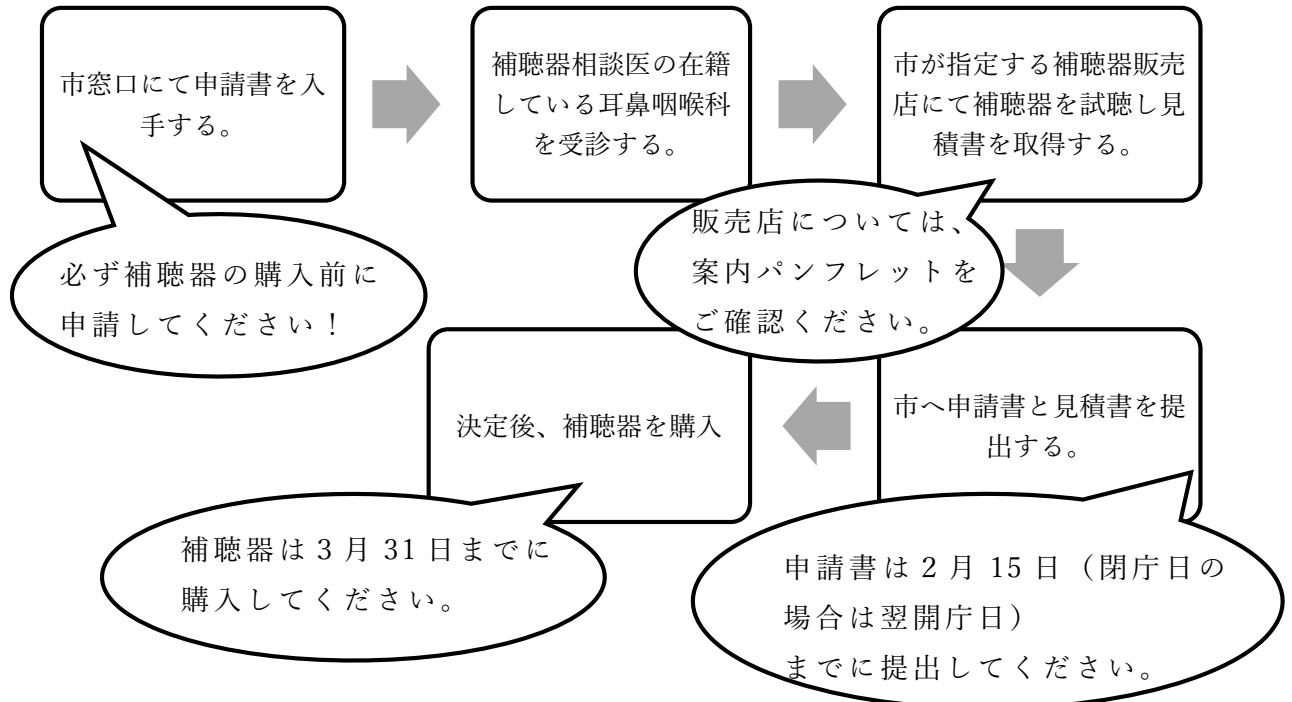 市窓口にて申請書を入
手する。
必ず補聴器の購入前に
申請してください！
補聴器相談医の在籍
している耳鼻咽喉科
を受診する。
市が指定する補聴器販売
店にて補聴器を試聴し見
積書を取得する。
販売店については、
案内パンフレットを
ご確認ください。
市へ申請書と見積書を提
出する。
申請書は2月15日（閉庁日の
場合は翌開庁日）
までに提出してください。
決定後、補聴器を購入
補聴器は3月31日までに
購入してください。